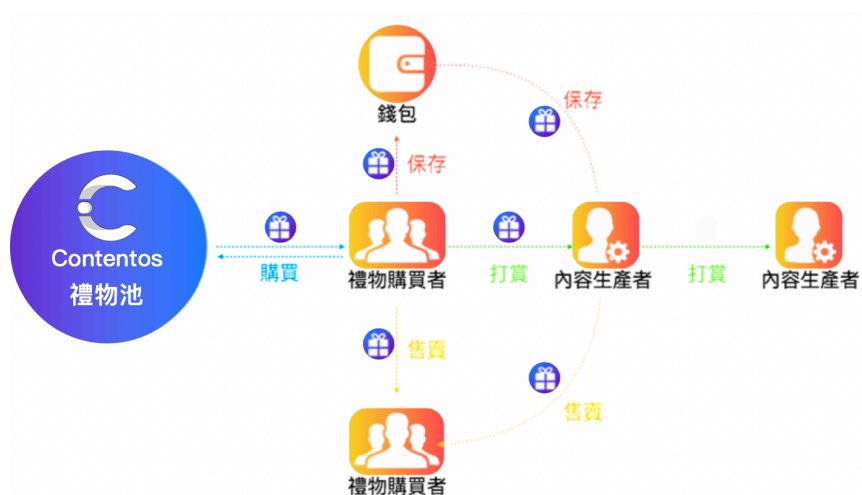 錢包
保存
保存
Contentos
禮物池
購買
禮物購買者
打賞
內容生產者
打賞
內容生產者
售賣
售賣
禮物購買者